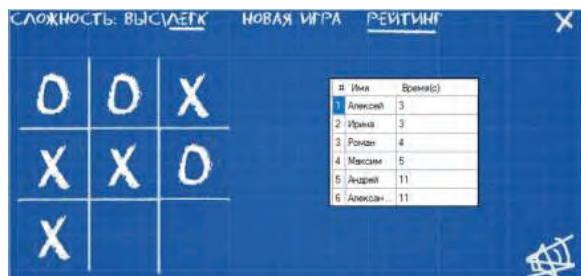 СЛОЖНОСТЬ: ВЫС\ЛЕГК НОВАЯ ИГРА РЕЙТИНГ X
O O X
X X O
X
# Имя Время(с)
1 Алексей 3
2 Ирина 3
3 Роман 4
4 Максим 5
5 Андрей 11
6 Алексан... 11